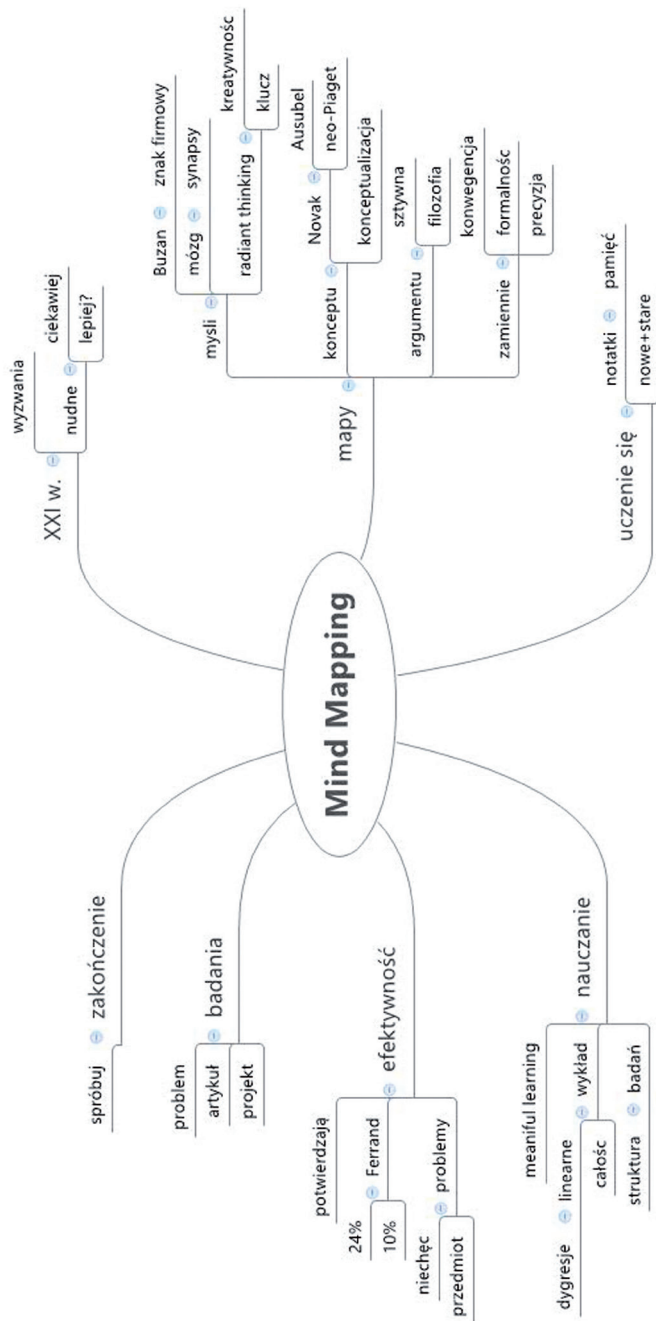 Mind Mapping
XXI w.
wyzwania
nudne
ciekawiej
lepiej?
mapy
mysli
Buzan
znak firmowy
mózg
synapsy
radiant thinking
kreatywnośc
klucz
konceptu
Novak
Ausubel
neo-Piaget
konceptualizacja
argumentu
sztywna
filozofia
zamiennie
konwegencja
formalnośc
precyzja
uczenie się
notatki
pamięć
nowe+stare
zakończenie
spróbuj
badania
problem
artykuł
projekt
efektywność
potwierdzają
Ferrand
24%
10%
problemy
niechęc
przedmiot
nauczanie
meaniful learning
wykład
linearne
dygresje
całośc
badań
struktura